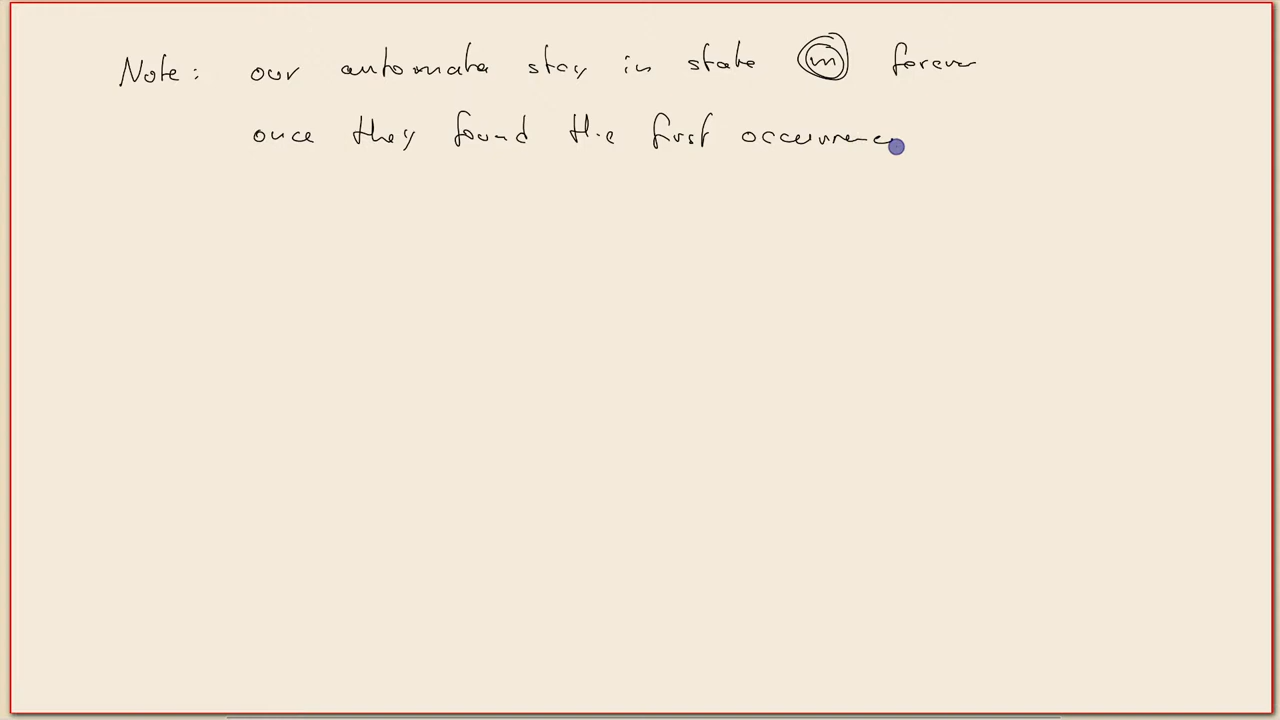 Note: our automata stay in state m forever
once they found the first occurrence